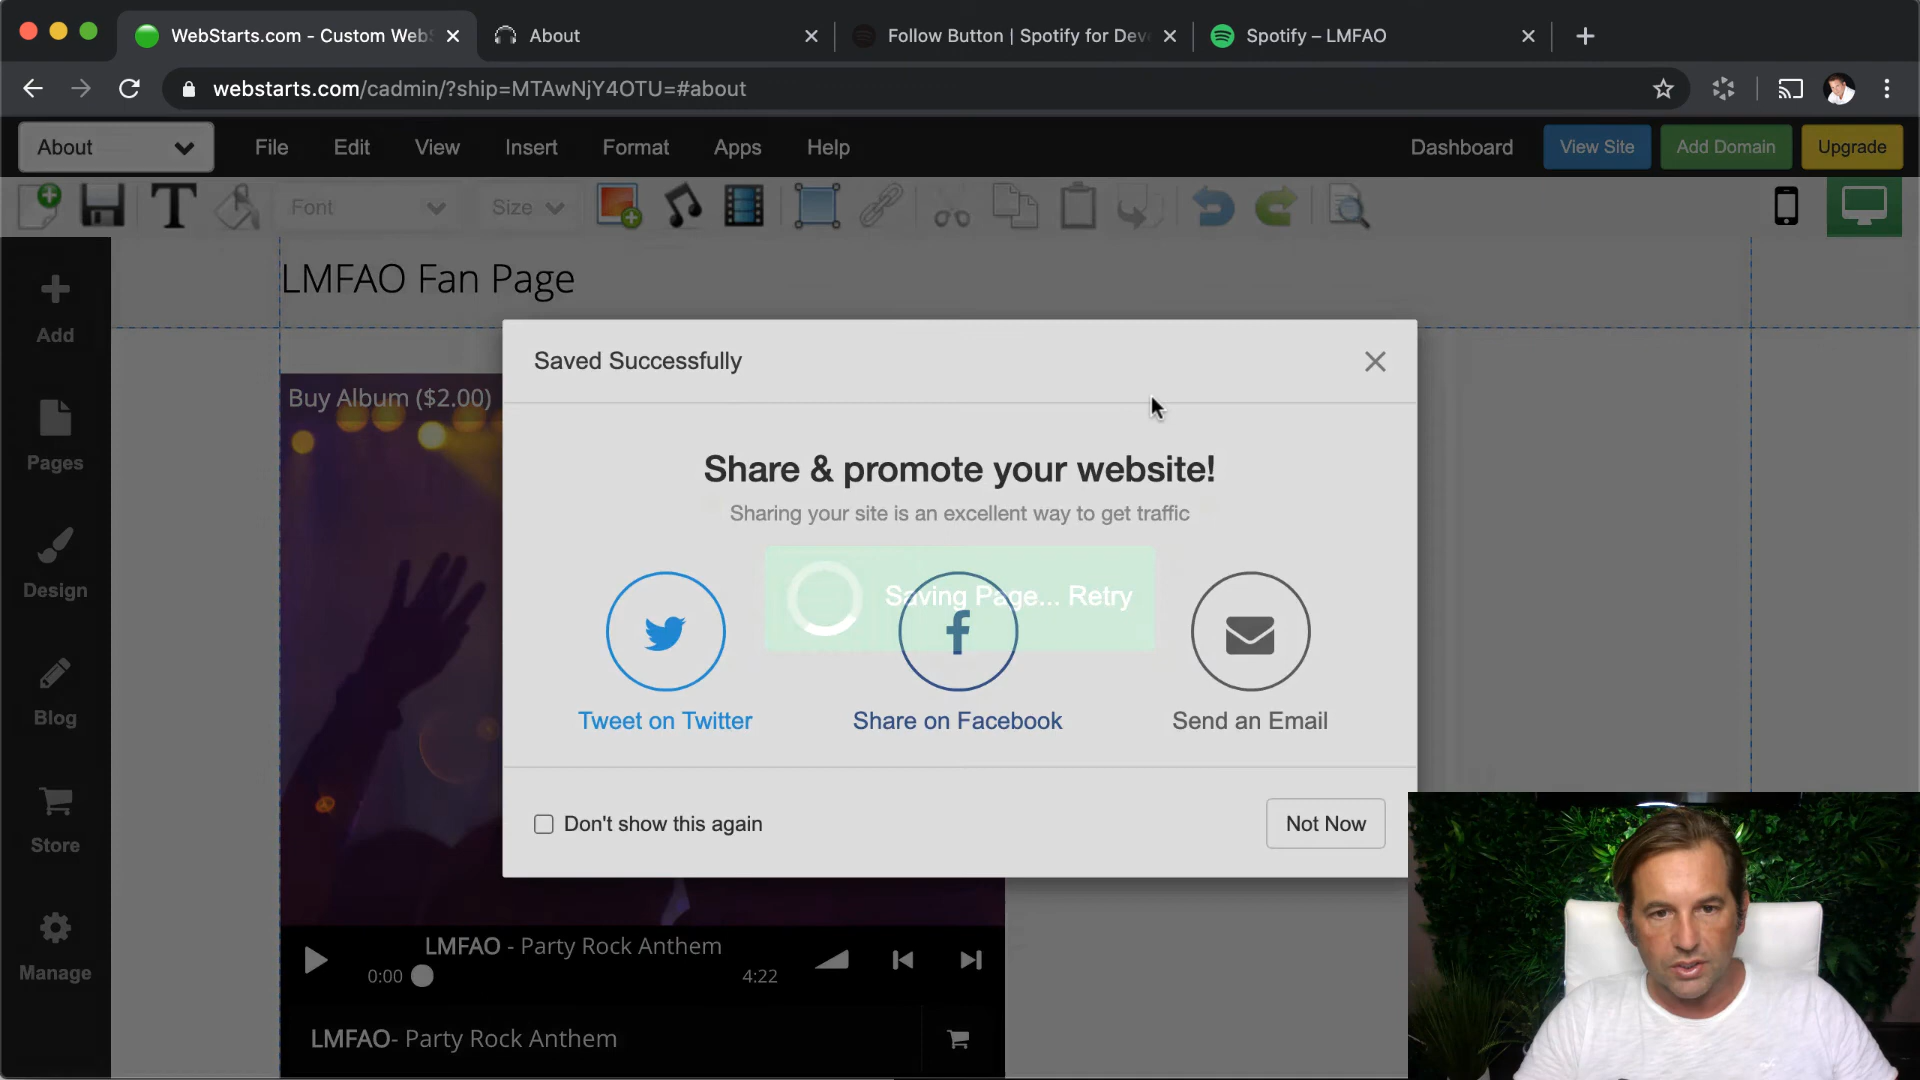 WebStarts.com - Custom Web
About
Follow Button | Spotify for Dev
Spotify – LMFAO
webstarts.com/cadmin/?ship=MTAwNjY4OTU=#about
About
File
Edit
View
Insert
Format
Apps
Help
Dashboard
View Site
Add Domain
Upgrade
Font
Size
LMFAO Fan Page
Add
Pages
Design
Blog
Store
Manage
Buy Album ($2.00)
Saved Successfully
Share & promote your website!
Sharing your site is an excellent way to get traffic
Saving Page... Retry
Tweet on Twitter
Share on Facebook
Send an Email
Don't show this again
Not Now
LMFAO - Party Rock Anthem
0:00
4:22
LMFAO- Party Rock Anthem